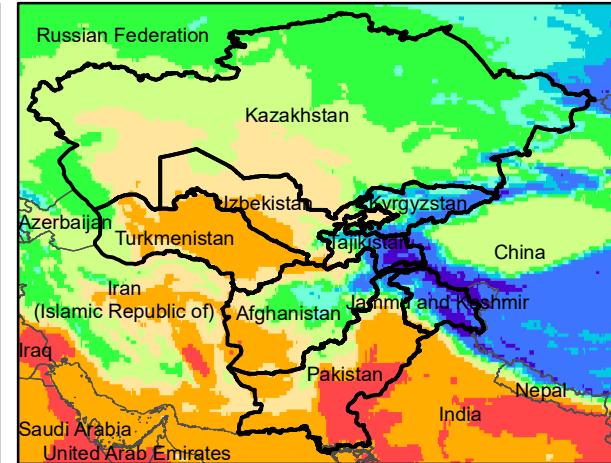 Russian Federation
Kazakhstan
Uzbekistan
Kyrgyzstan
Azerbaijan
Turkmenistan
Tajikistan
China
Iran
(Islamic Republic of)
Afghanistan
Jammu and Kashmir
Iraq
Pakistan
Nepal
India
Saudi Arabia
United Arab Emirates